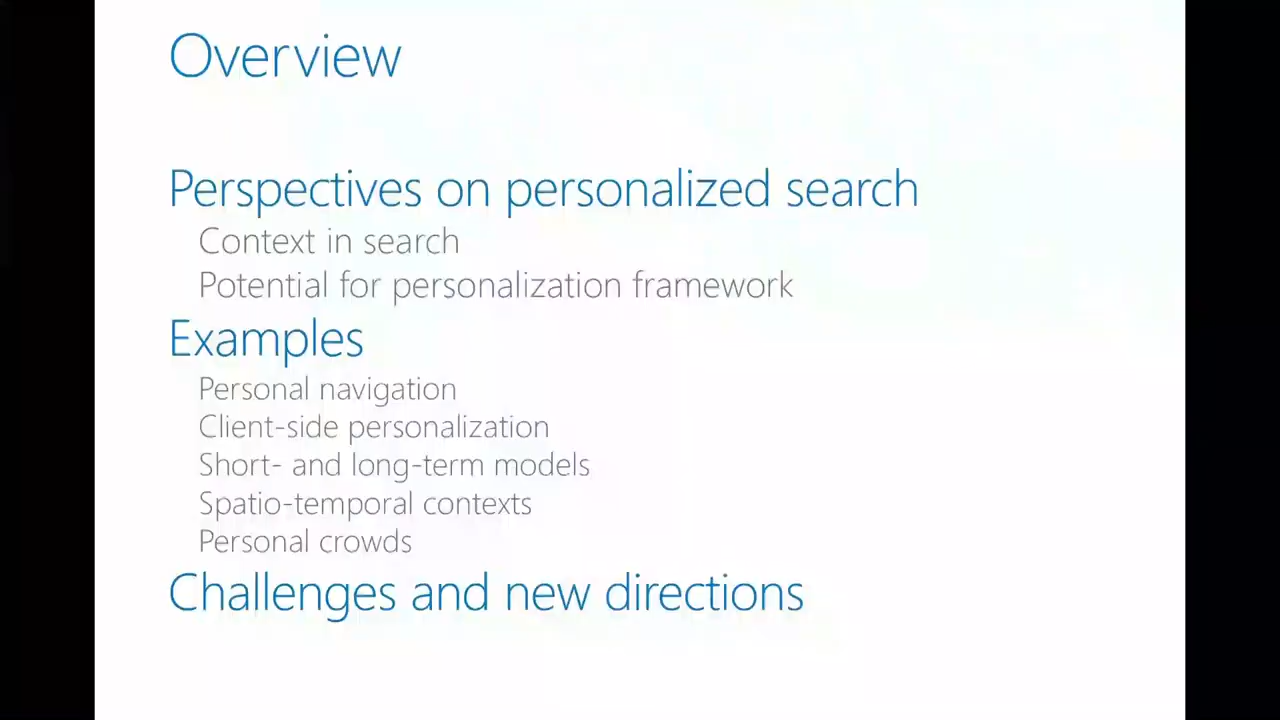 Overview
Perspectives on personalized search
Context in search
Potential for personalization framework
Examples
Personal navigation
Client-side personalization
Short- and long-term models
Spatio-temporal contexts
Personal crowds
Challenges and new directions